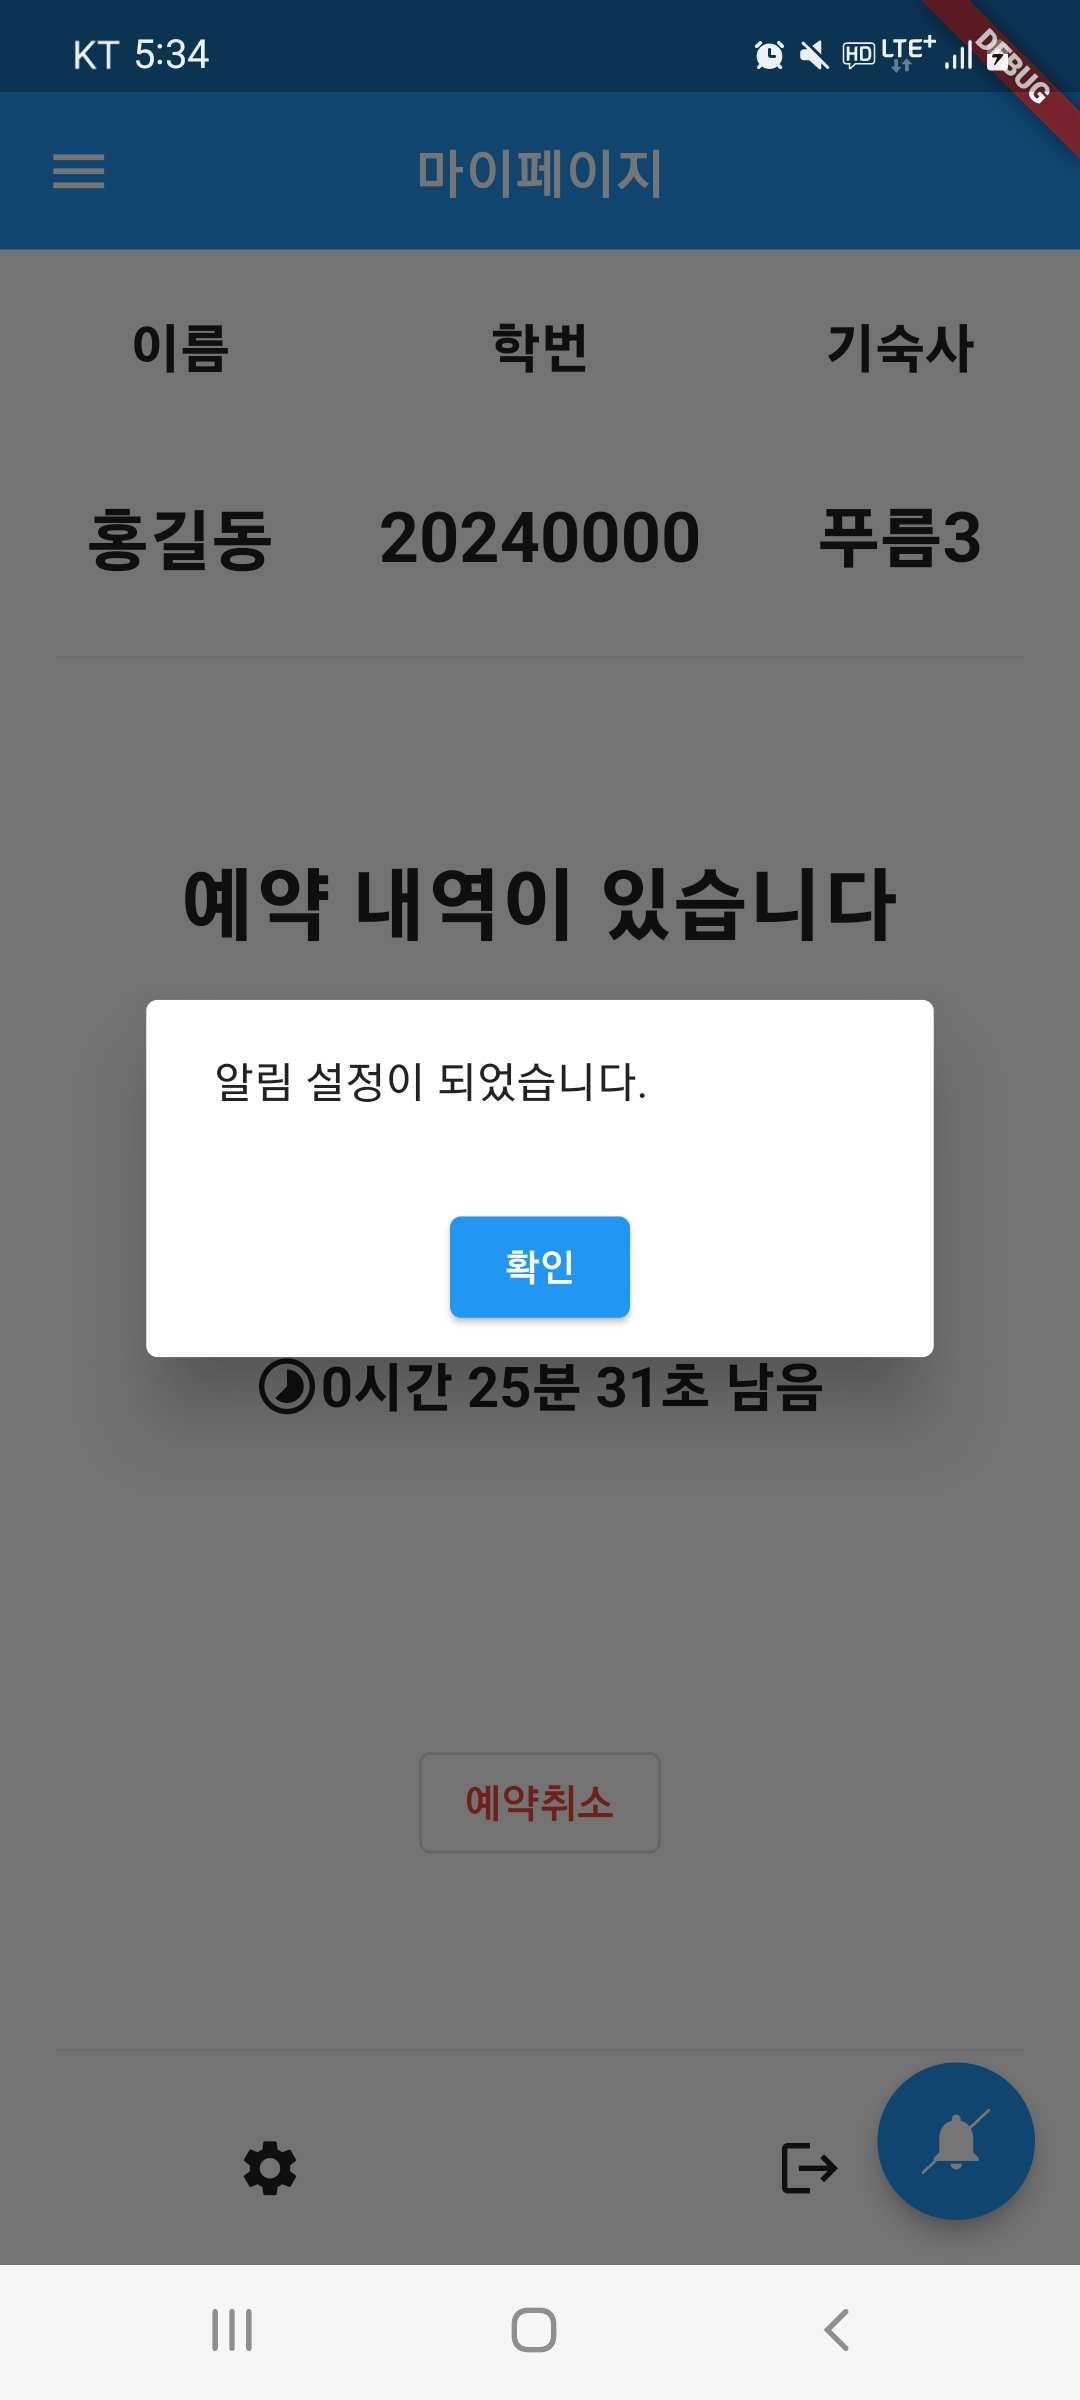 KT 5:34
HD LTE+
DEBUG
마이페이지
이름 학번 기숙사
홍길동 20240000 푸름3
예약 내역이 있습니다
알림 설정이 되었습니다.
확인
0시간 25분 31초 남음
예약취소